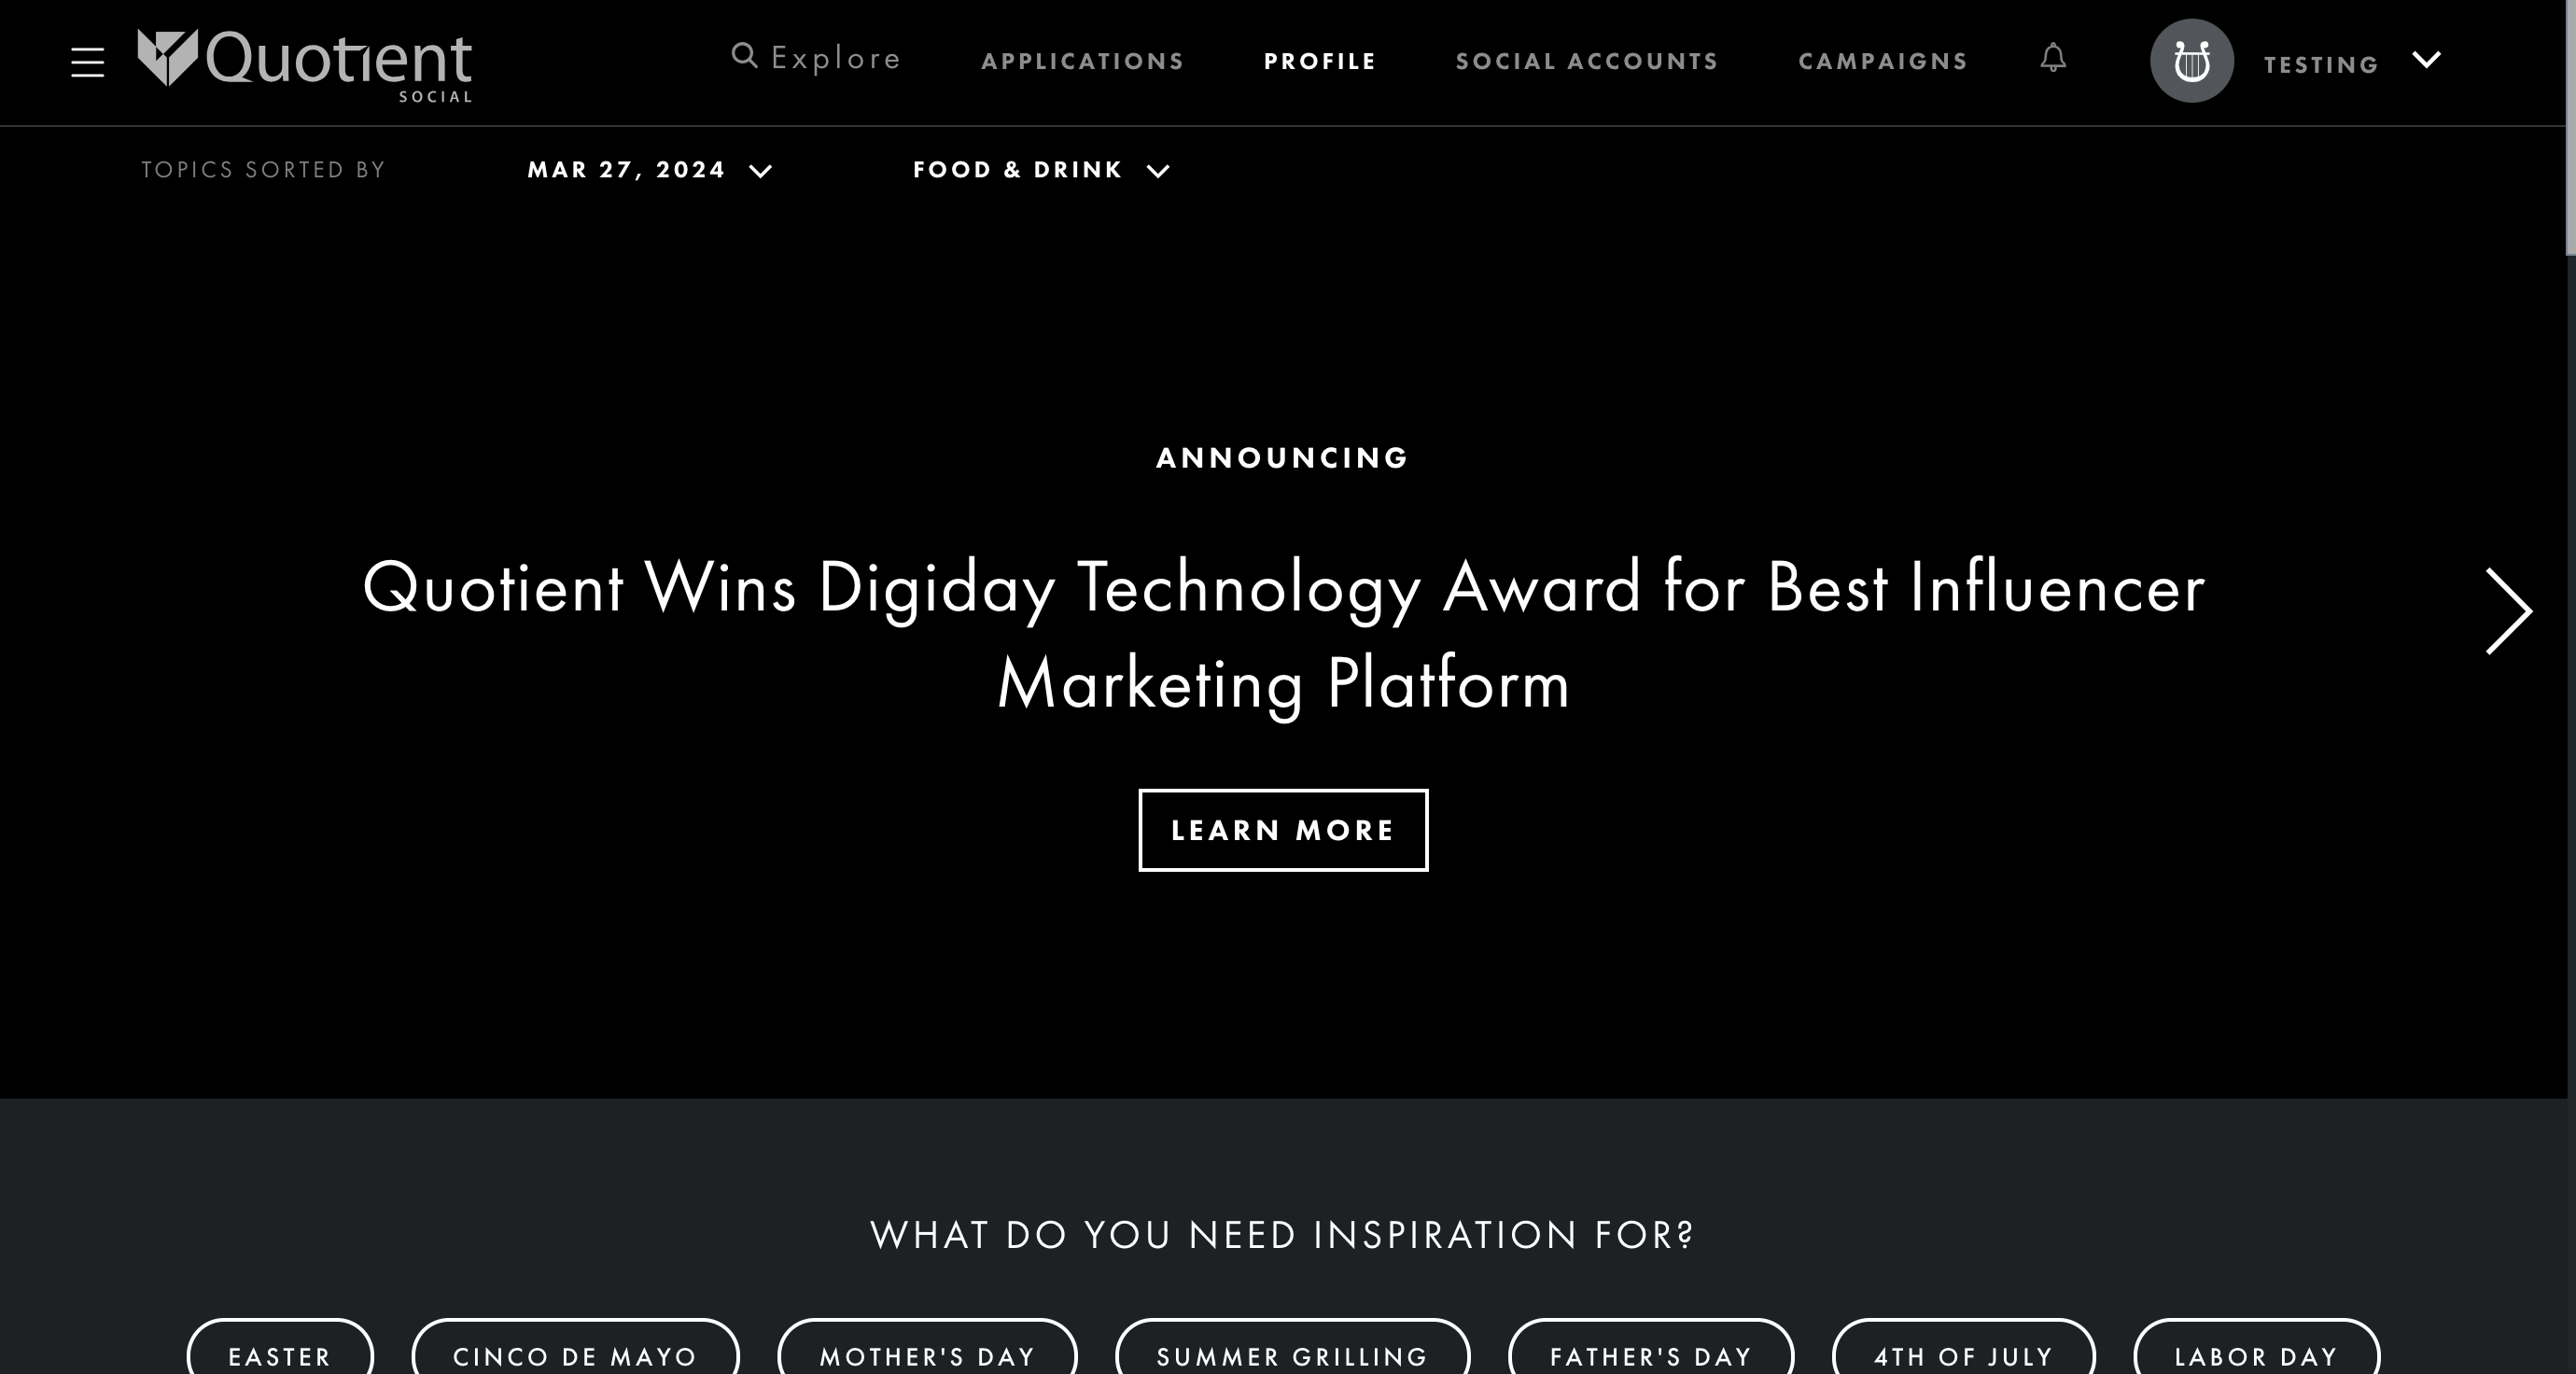 Quotient
SOCIAL
Explore
APPLICATIONS
PROFILE
SOCIAL ACCOUNTS
CAMPAIGNS
TESTING
TOPICS SORTED BY
MAR 27, 2024
FOOD & DRINK
ANNOUNCING
Quotient Wins Digiday Technology Award for Best Influencer
Marketing Platform
LEARN MORE
WHAT DO YOU NEED INSPIRATION FOR?
EASTER
CINCO DE MAYO
MOTHER'S DAY
SUMMER GRILLING
FATHER'S DAY
4TH OF JULY
LABOR DAY